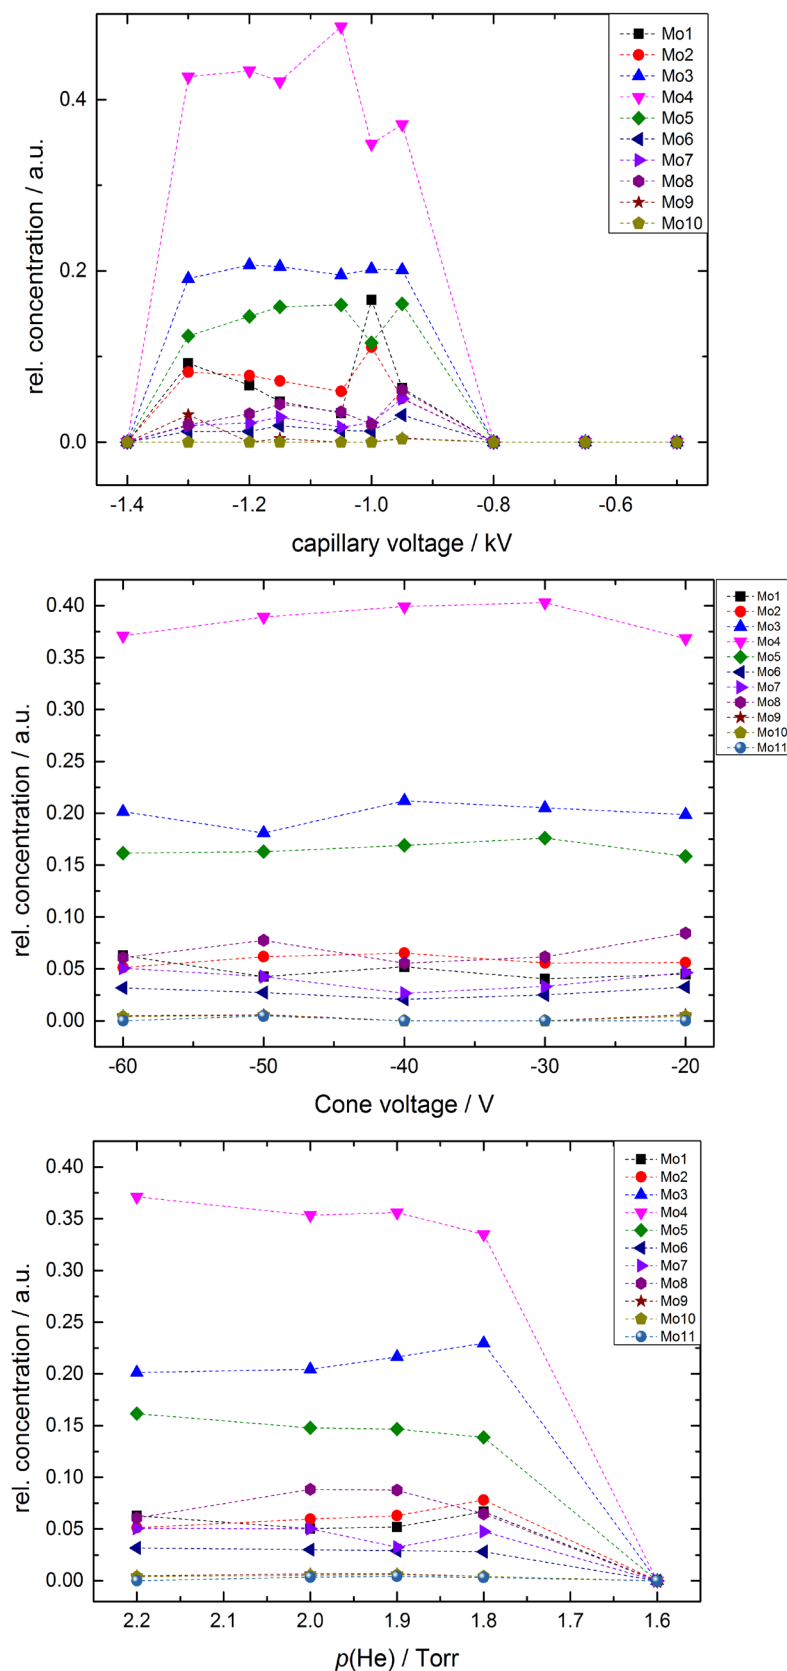 Mo1
Mo2
Mo3
Mo4
Mo5
Mo6
Mo7
Mo8
Mo9
Mo10
0.4
0.2
0.0
rel. concentration / a.u.
-1.4 -1.2 -1.0 -0.8 -0.6
capillary voltage / kV
Mo1
Mo2
Mo3
Mo4
Mo5
Mo6
Mo7
Mo8
Mo9
Mo10
Mo11
0.40
0.35
0.30
0.25
0.20
0.15
0.10
0.05
0.00
rel. concentration / a.u.
-60 -50 -40 -30 -20
Cone voltage / V
Mo1
Mo2
Mo3
Mo4
Mo5
Mo6
Mo7
Mo8
Mo9
Mo10
Mo11
0.40
0.35
0.30
0.25
0.20
0.15
0.10
0.05
0.00
rel. concentration / a.u.
2.2 2.1 2.0 1.9 1.8 1.7 1.6
p(He) / Torr